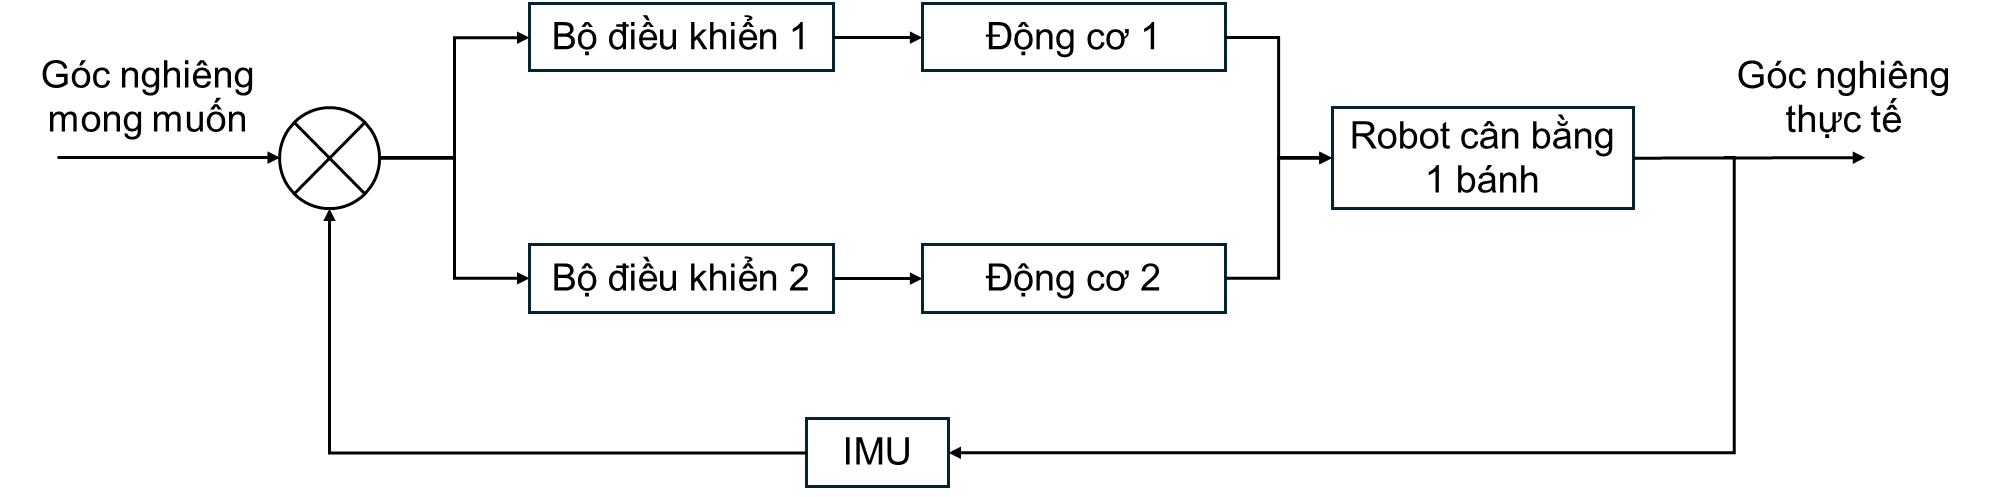 Góc nghiêng
mong muốn
Bộ điều khiển 1
Động cơ 1
Bộ điều khiển 2
Động cơ 2
Robot cân bằng
1 bánh
Góc nghiêng
thực tế
IMU